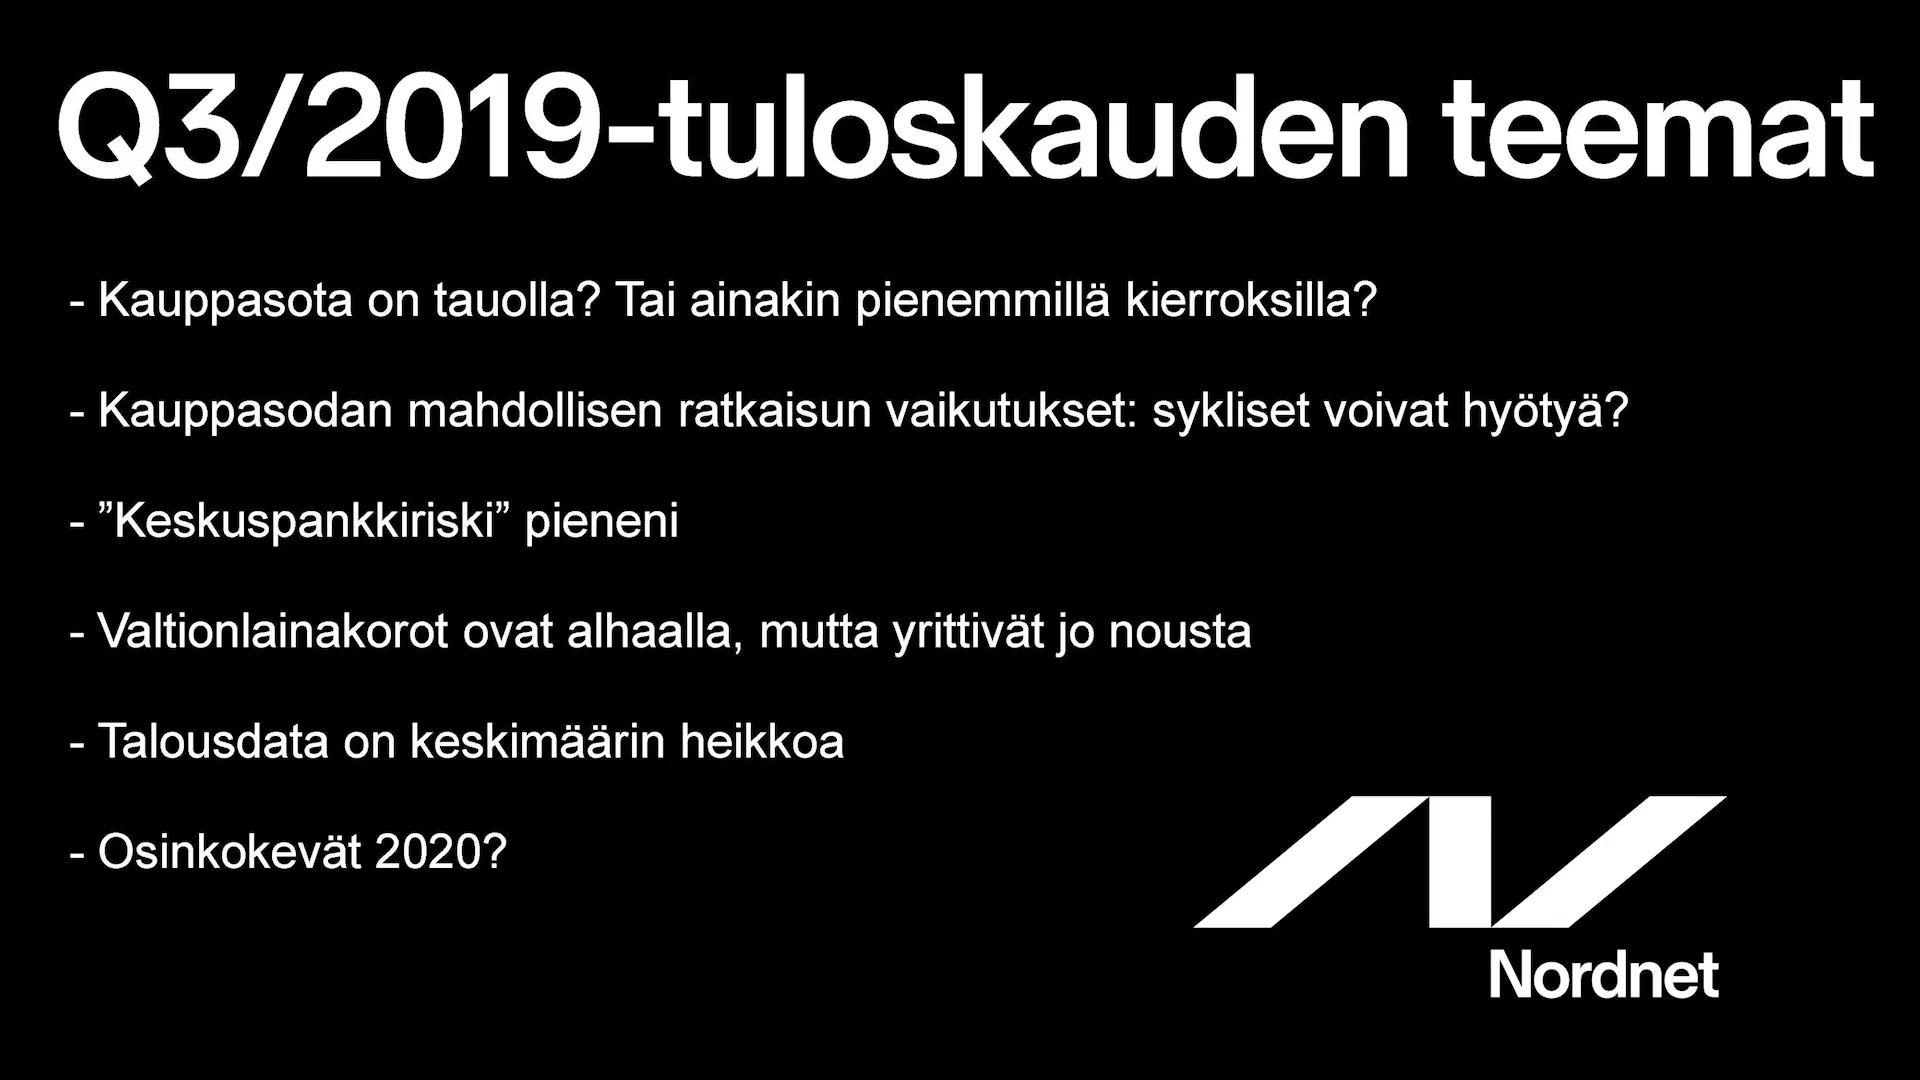 Q3/2019-tuloskauden teemat
- Kauppasota on tauolla? Tai ainakin pienemmillä kierroksilla?
- Kauppasodan mahdollisen ratkaisun vaikutukset: sykliset voivat hyötyä?
- ”Keskuspankkiriski” pieneni
- Valtionlainakorot ovat alhaalla, mutta yrittivät jo nousta
- Talousdata on keskimäärin heikkoa
- Osinkokevät 2020?
Nordnet